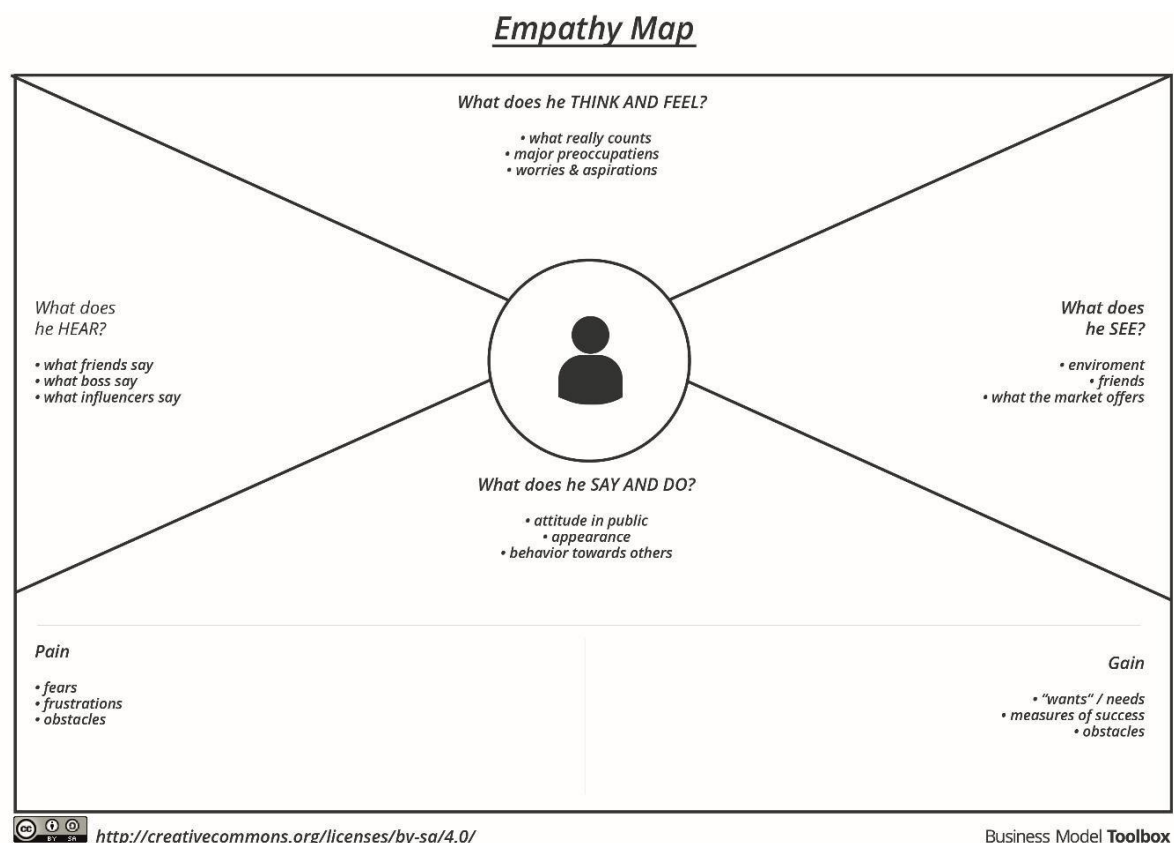 Empathy Map
What does he THINK AND FEEL?
• what really counts
• major preoccupatiens
• worries & aspirations
What does
he HEAR?
• what friends say
• what boss say
• what influencers say
What does
he SEE?
• enviroment
• friends
• what the market offers
What does he SAY AND DO?
• attitude in public
• appearance
• behavior towards others
Pain
• fears
• frustrations
• obstacles
Gain
• “wants“ / needs
• measures of success
• obstacles
cc BY SA http://creativecommons.org/licenses/by-sa/4.0/
Business Model Toolbox